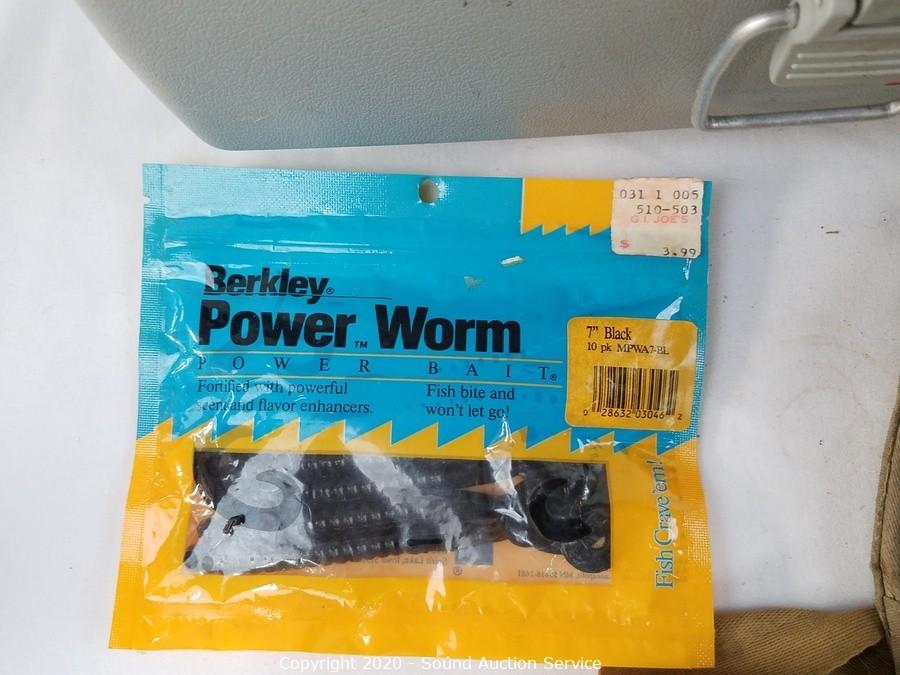 031 1 005
510-503
G.I. JOE'S
$ 3.99
Berkley®
Power™ Worm
POWER BAIT®
Fortified with powerful
scent and flavor enhancers.
Fish bite and
won't let go!
7" Black
10 pk MPWA7-BL
0 28632 03046 2
Fish Crave 'em!
Copyright 2020 - Sound Auction Service